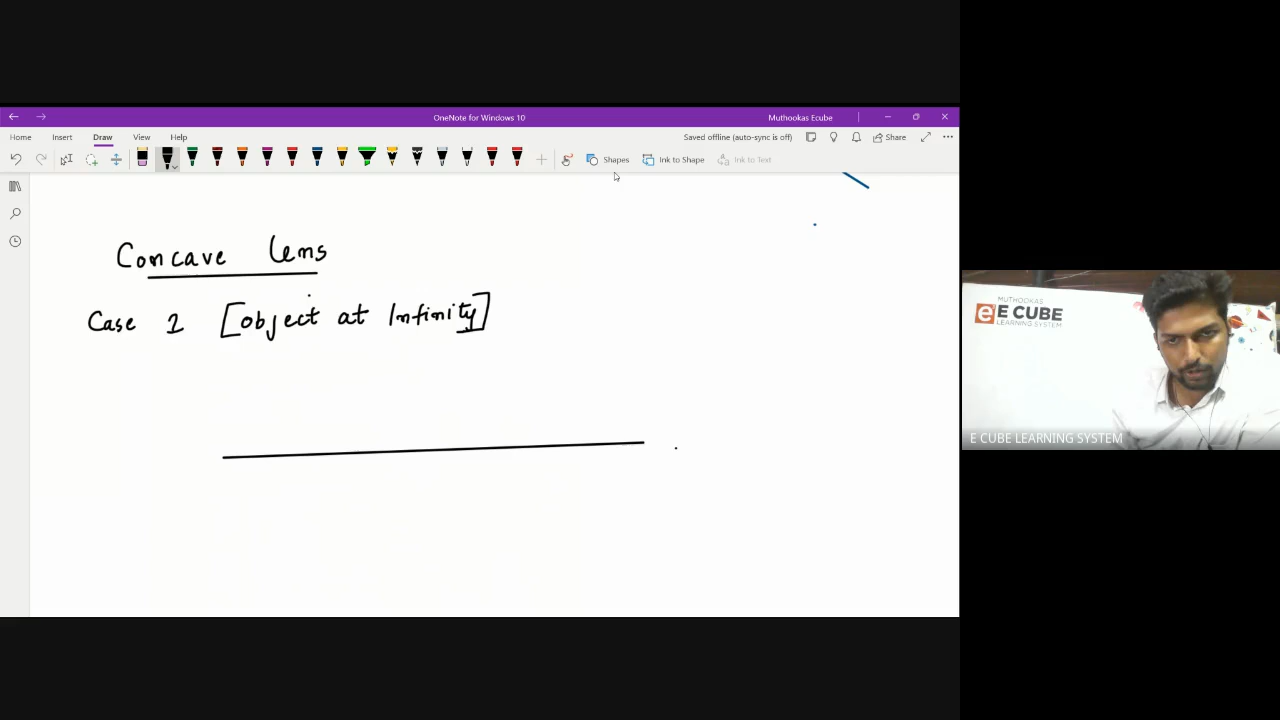 OneNote for Windows 10
Muthookas Ecube
Home Insert Draw View Help
Saved offline (auto-sync is off)
Share
Shapes
Ink to Shape
Ink to Text
Concave lens
Case 1 [object at Infinity]
MUTHOOKAS
e E CUBE
LEARNING SYSTEM
E CUBE LEARNING SYSTEM